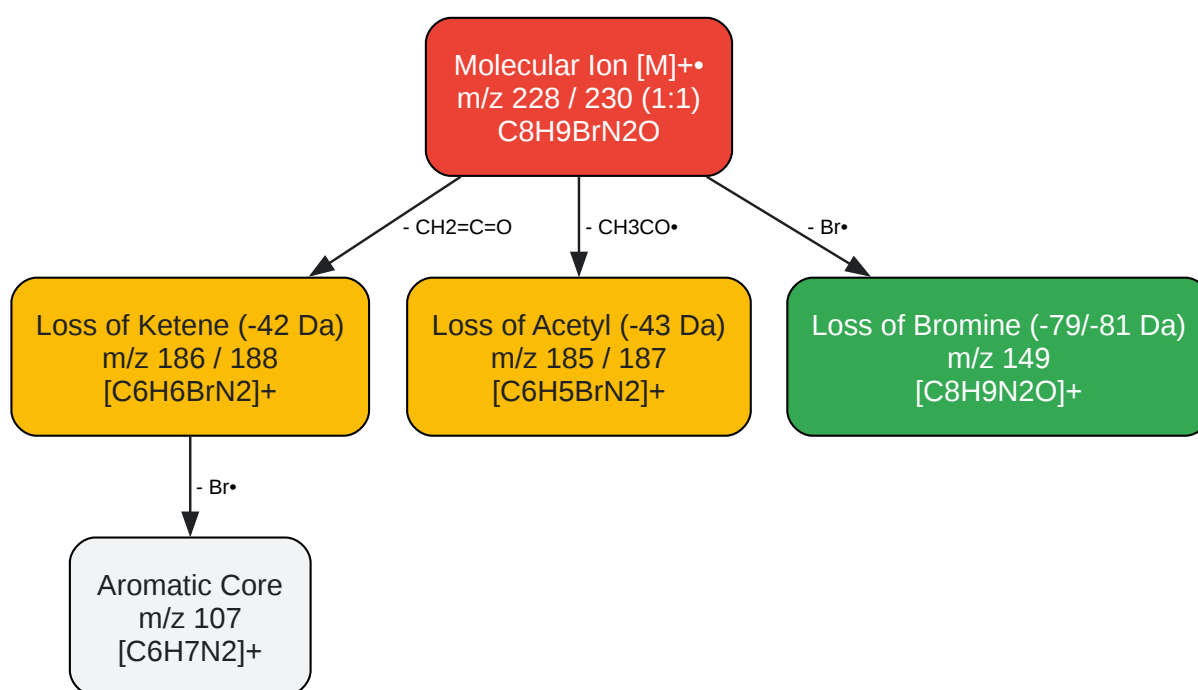 Molecular Ion [M]+•
m/z 228 / 230 (1:1)
C8H9BrN2O
- CH2=C=O
- CH3CO•
- Br•
Loss of Ketene (-42 Da)
m/z 186 / 188
[C6H6BrN2]+
Loss of Acetyl (-43 Da)
m/z 185 / 187
[C6H5BrN2]+
Loss of Bromine (-79/-81 Da)
m/z 149
[C8H9N2O]+
- Br•
Aromatic Core
m/z 107
[C6H7N2]+